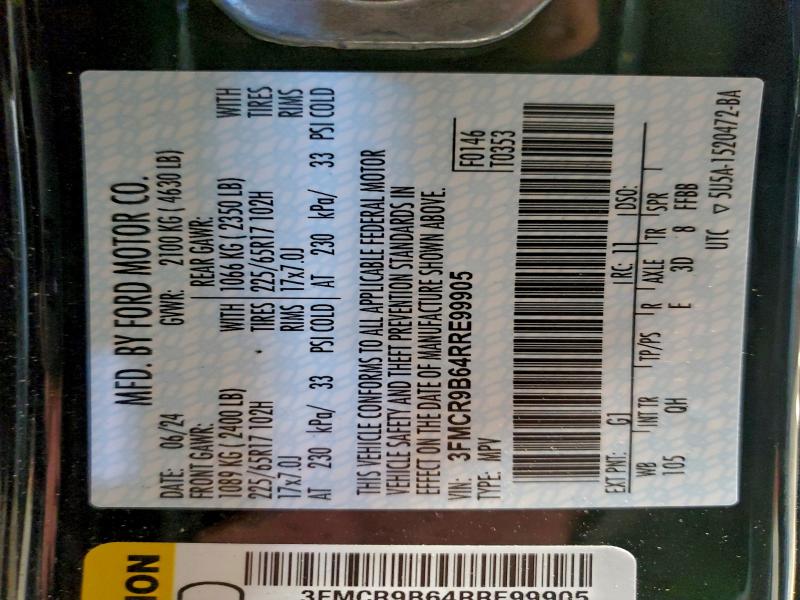 MFD. BY FORD MOTOR CO.
DATE: 06/24 GVWR: 2100 KG ( 4630 LB)
FRONT GAWR: REAR GAWR:
1089 KG ( 2400 LB) WITH 1066 KG ( 2350 LB) WITH
225/65R17 102H TIRES 225/65R17 102H TIRES
17x7.0J RIMS 17x7.0J RIMS
AT 230 kPa/ 33 PSI COLD AT 230 kPa/ 33 PSI COLD
THIS VEHICLE CONFORMS TO ALL APPLICABLE FEDERAL MOTOR
VEHICLE SAFETY AND THEFT PREVENTION STANDARDS IN
EFFECT ON THE DATE OF MANUFACTURE SHOWN ABOVE.
VIN: 3FMCR9B64RRE99905 F0146
TYPE: MPV T0353
EXT PNT: G1 RC: 11 DSO:
WB INT TR TP/PS R AXLE TR SPR
105 QH E 3D 8 FFBB
UTC ▽ 5U5A-1520472-BA
ION
3FMCR9B64RRE99905